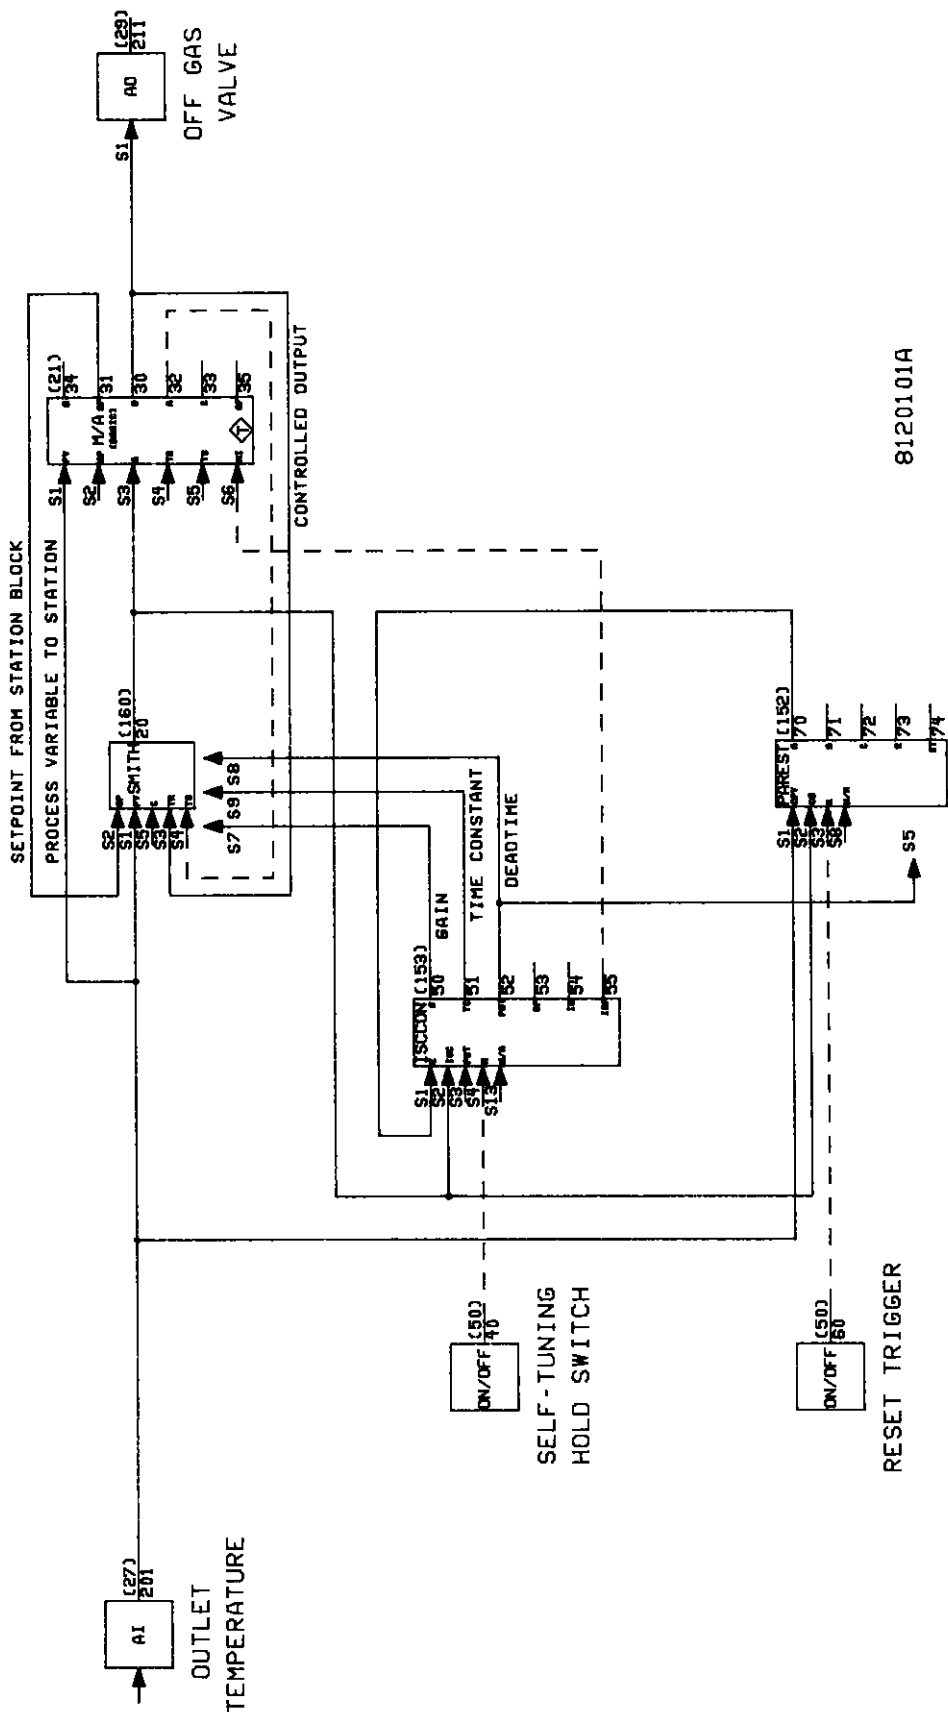 (29)
211
AO
OFF GAS
VALVE
S1
SETPOINT FROM STATION BLOCK
PROCESS VARIABLE TO STATION
(21)
34
31
30
32
33
35
M/A
T
S1
S2
S3
S4
S5
S6
CONTROLLED OUTPUT
(160)
20
SMITH
SP
PV
C
TR
TS
S2
S1
S5
S3
S4
S7
S9
S8
GAIN
TIME CONSTANT
DEADTIME
ISCCON (153)
50
51
52
53
54
55
S1
S2
S3
S4
S13
PAREST (152)
70
71
72
73
74
S1
S2
S3
S8
S5
(50)
40
ON/OFF
SELF-TUNING
HOLD SWITCH
(50)
60
ON/OFF
RESET TRIGGER
(27)
201
AI
OUTLET
TEMPERATURE
8120101A